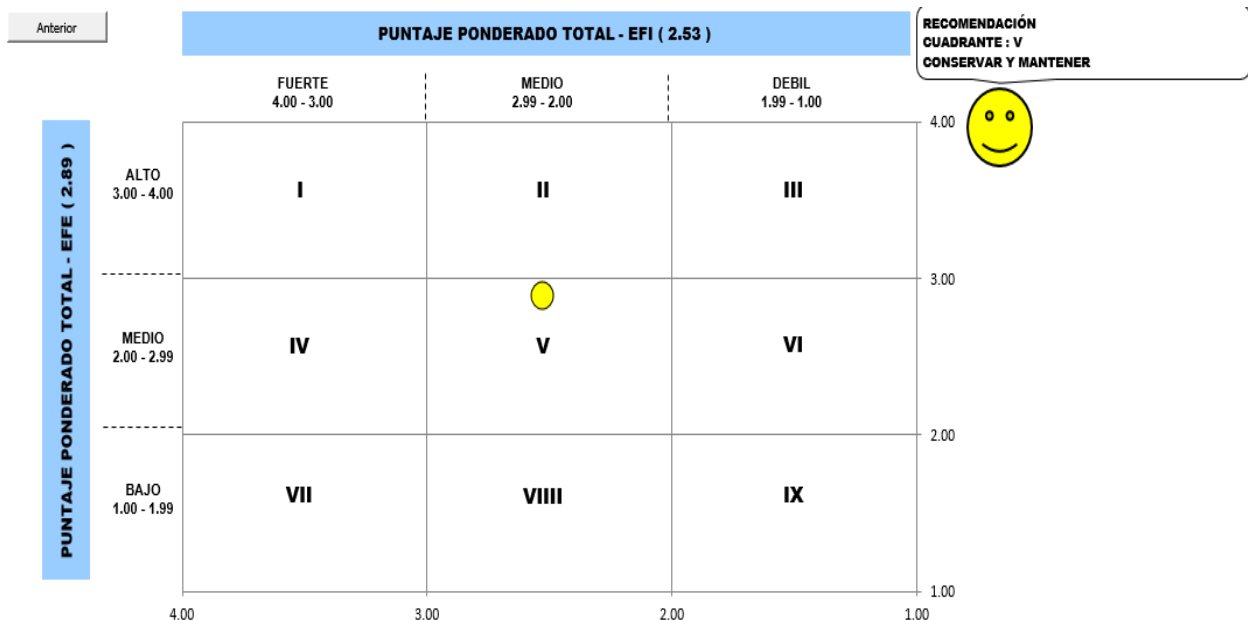 Anterior
PUNTAJE PONDERADO TOTAL - EFI ( 2.53 )
RECOMENDACIÓN
CUADRANTE : V
CONSERVAR Y MANTENER
FUERTE
4.00 - 3.00
MEDIO
2.99 - 2.00
DEBIL
1.99 - 1.00
PUNTAJE PONDERADO TOTAL - EFE ( 2.89 )
4.00
ALTO
3.00 - 4.00
I
II
III
3.00
MEDIO
2.00 - 2.99
IV
V
VI
2.00
BAJO
1.00 - 1.99
VII
VIIII
IX
1.00
4.00
3.00
2.00
1.00